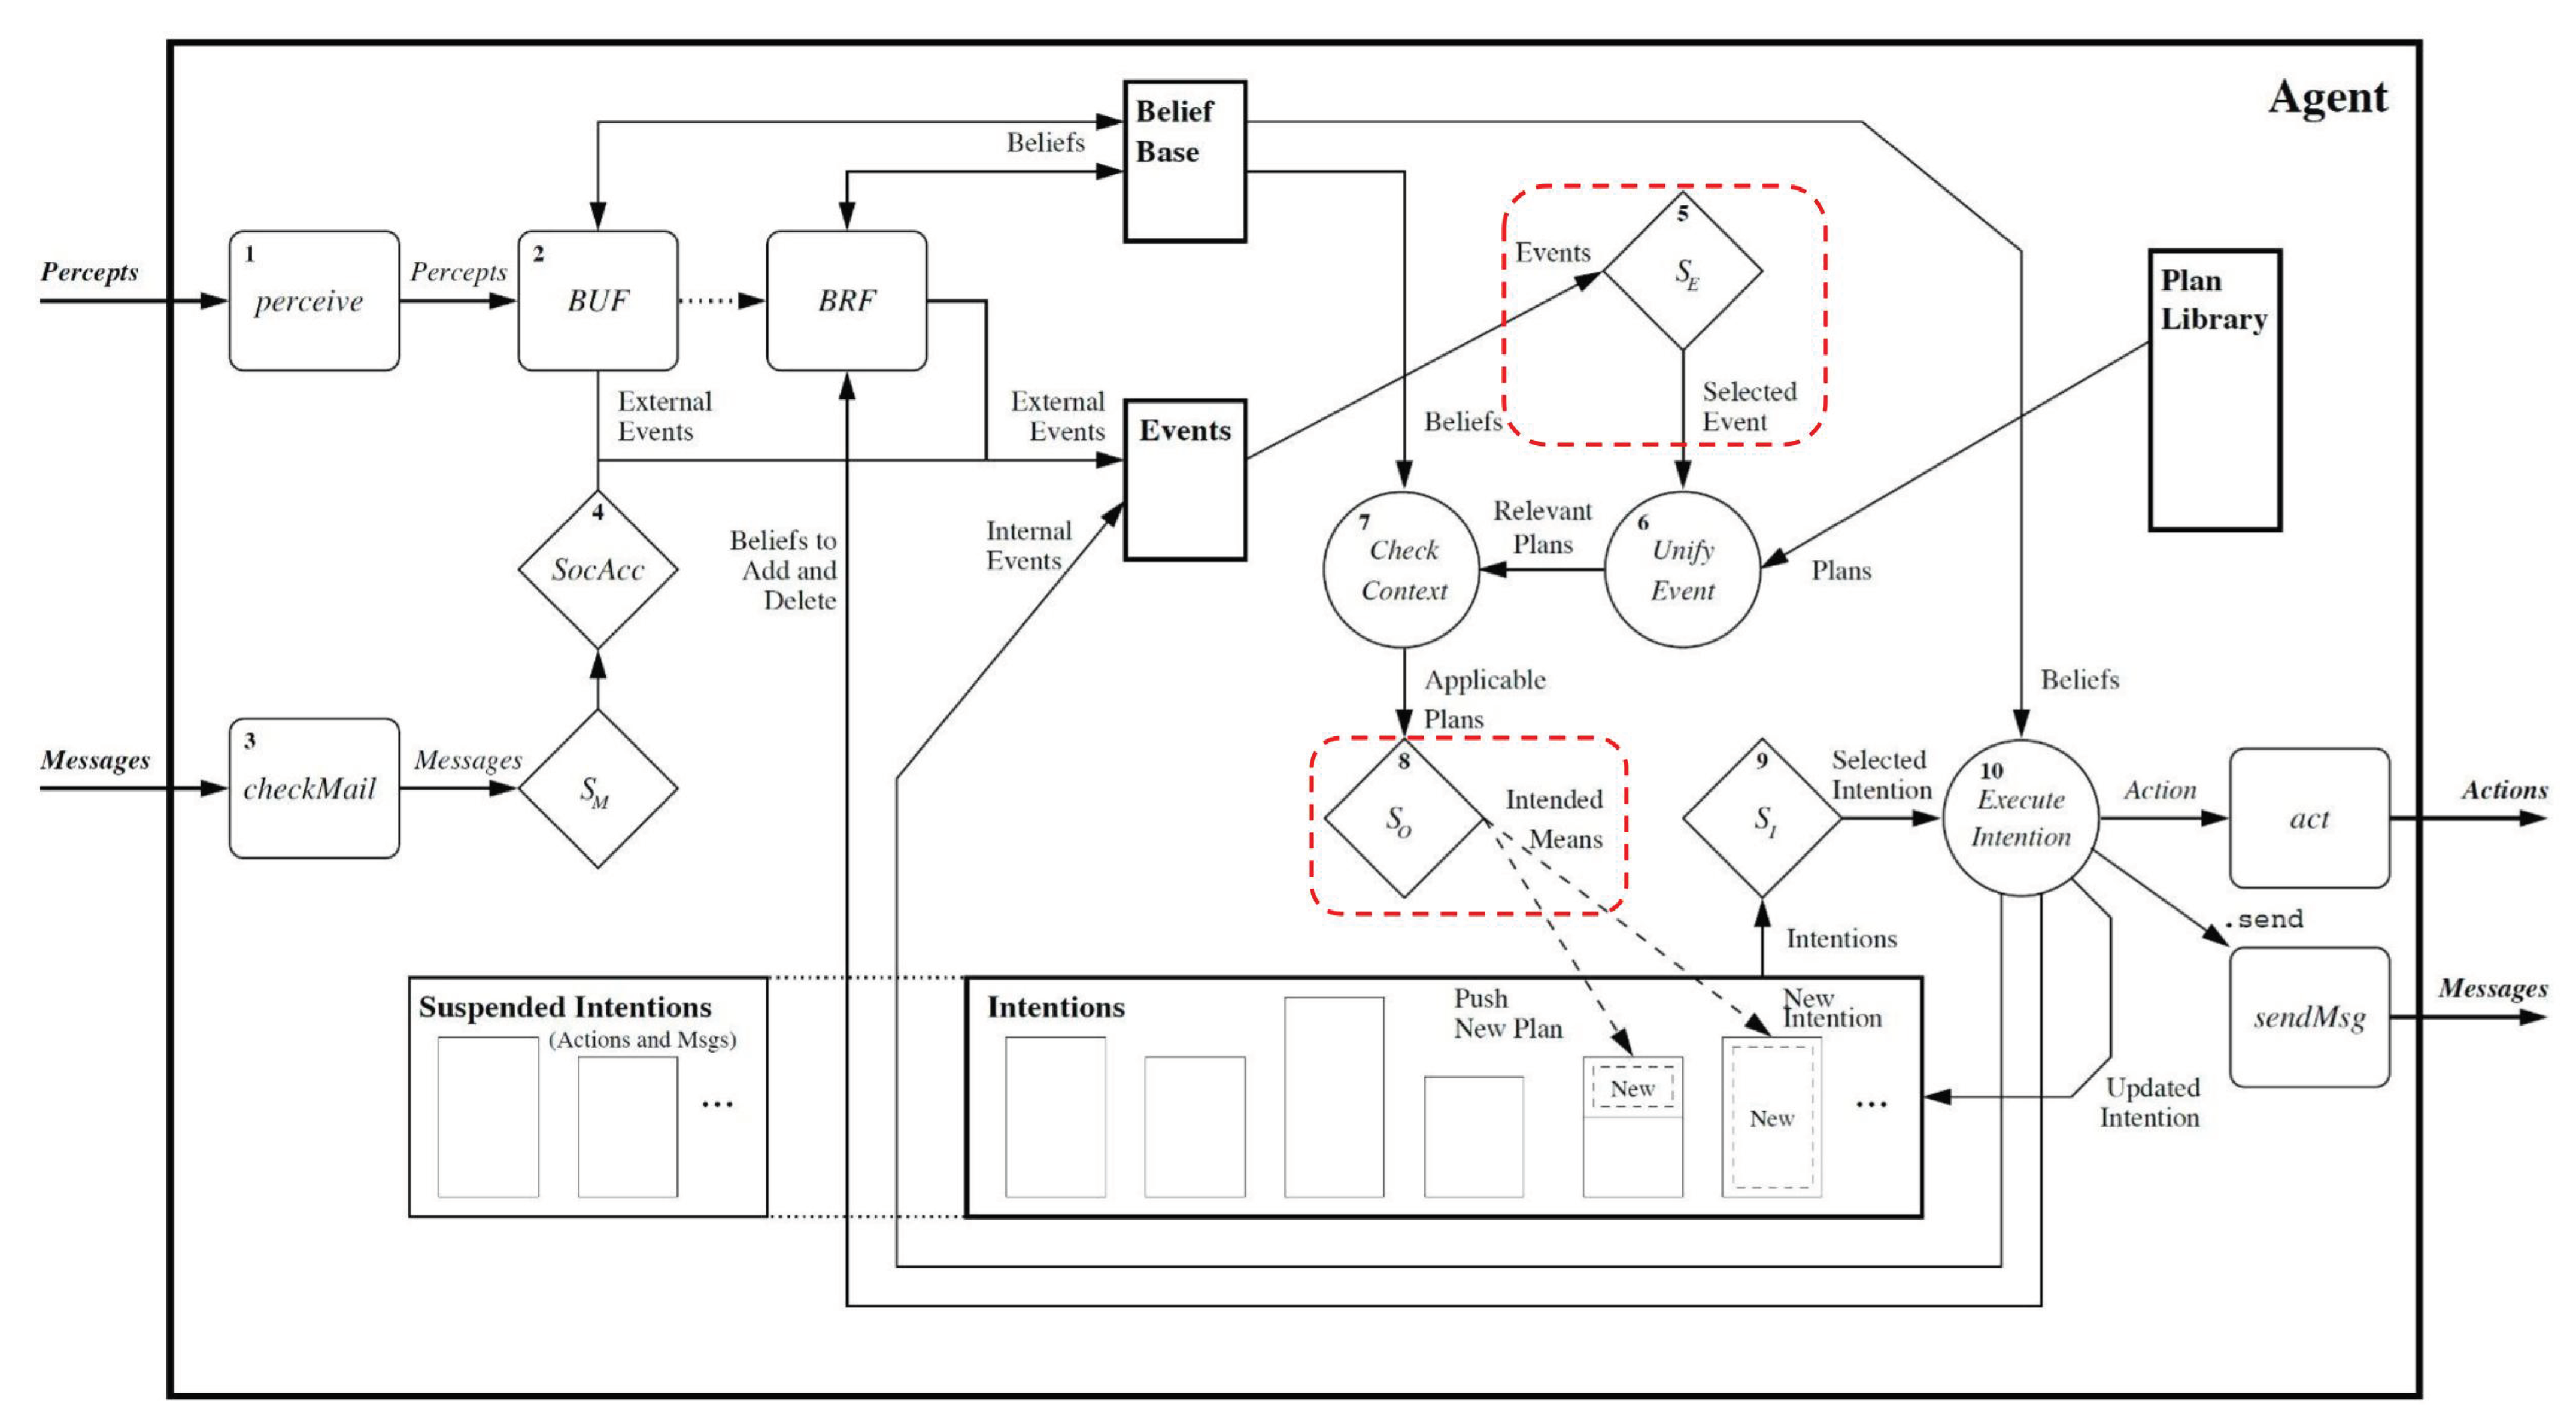 Agent
Belief
Base
Beliefs
Percepts
1
perceive
Percepts
2
BUF
BRF
Events
5
S_E
Plan
Library
External
Events
External
Events
Events
Beliefs
Selected
Event
4
SocAcc
Beliefs to
Add and
Delete
Internal
Events
7
Check
Context
Relevant
Plans
6
Unify
Event
Plans
Applicable
Plans
Beliefs
Messages
3
checkMail
Messages
S_M
8
S_O
Intended
Means
9
S_I
Selected
Intention
10
Execute
Intention
Action
act
Actions
.send
Intentions
Suspended Intentions
(Actions and Msgs)
...
Intentions
Push
New Plan
New
Intention
New
New
...
Updated
Intention
sendMsg
Messages